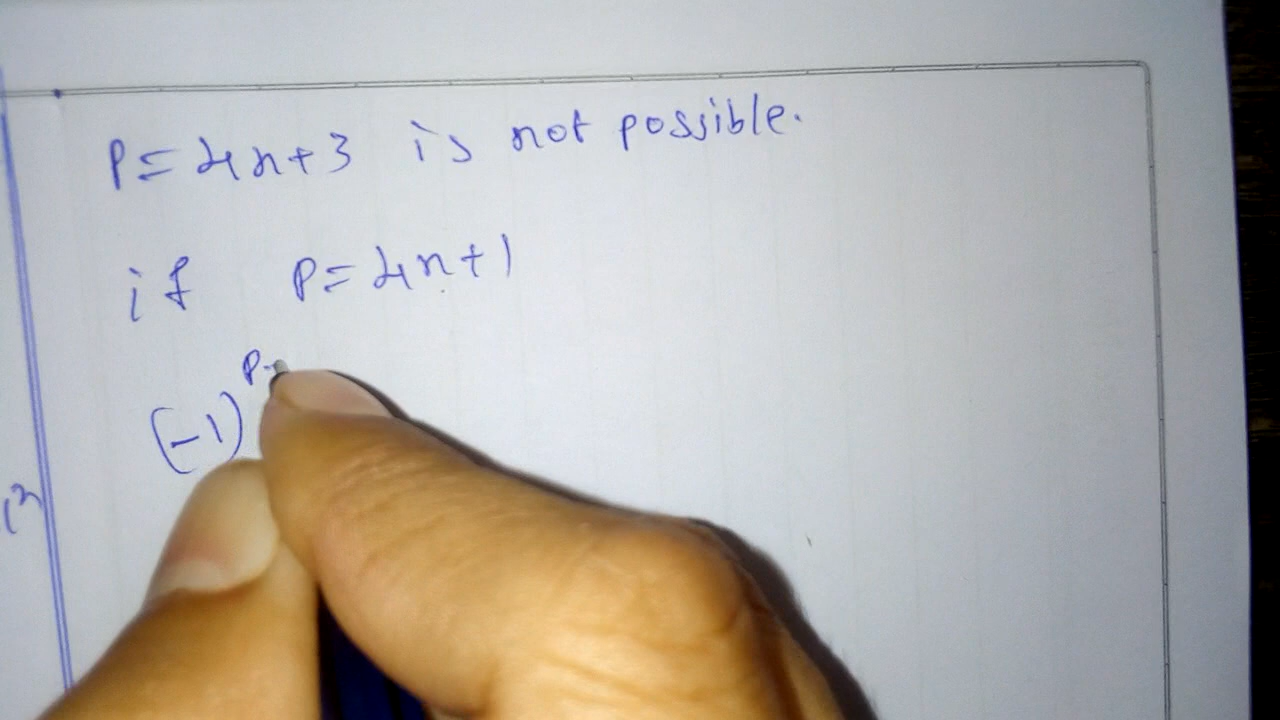 P = 4n+3 is not possible.
if P = 4n+1
(-1)^P-